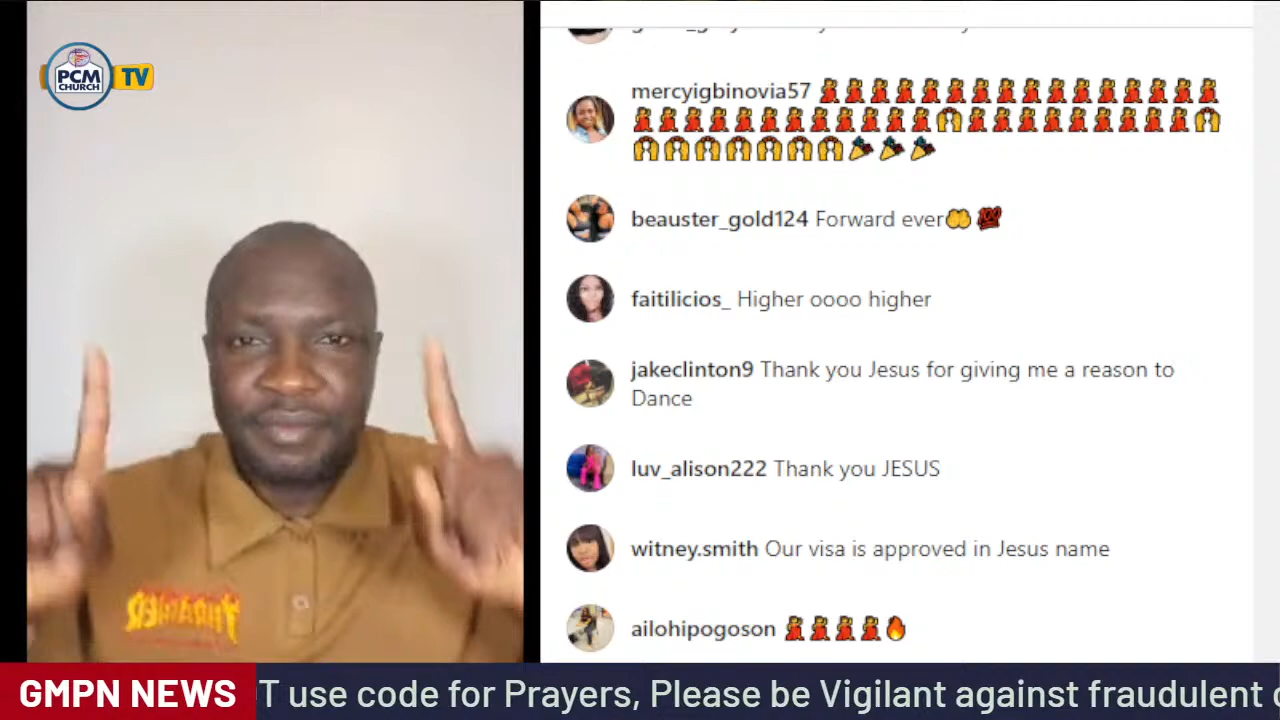 PCM
CHURCH
TV
mercyigbinovia57
beauster_gold124 Forward ever
faitilicios_ Higher oooo higher
jakeclinton9 Thank you Jesus for giving me a reason to
Dance
luv_alison222 Thank you JESUS
witney.smith Our visa is approved in Jesus name
ailohipogoson
GMPN NEWS
T use code for Prayers, Please be Vigilant against fraudulent